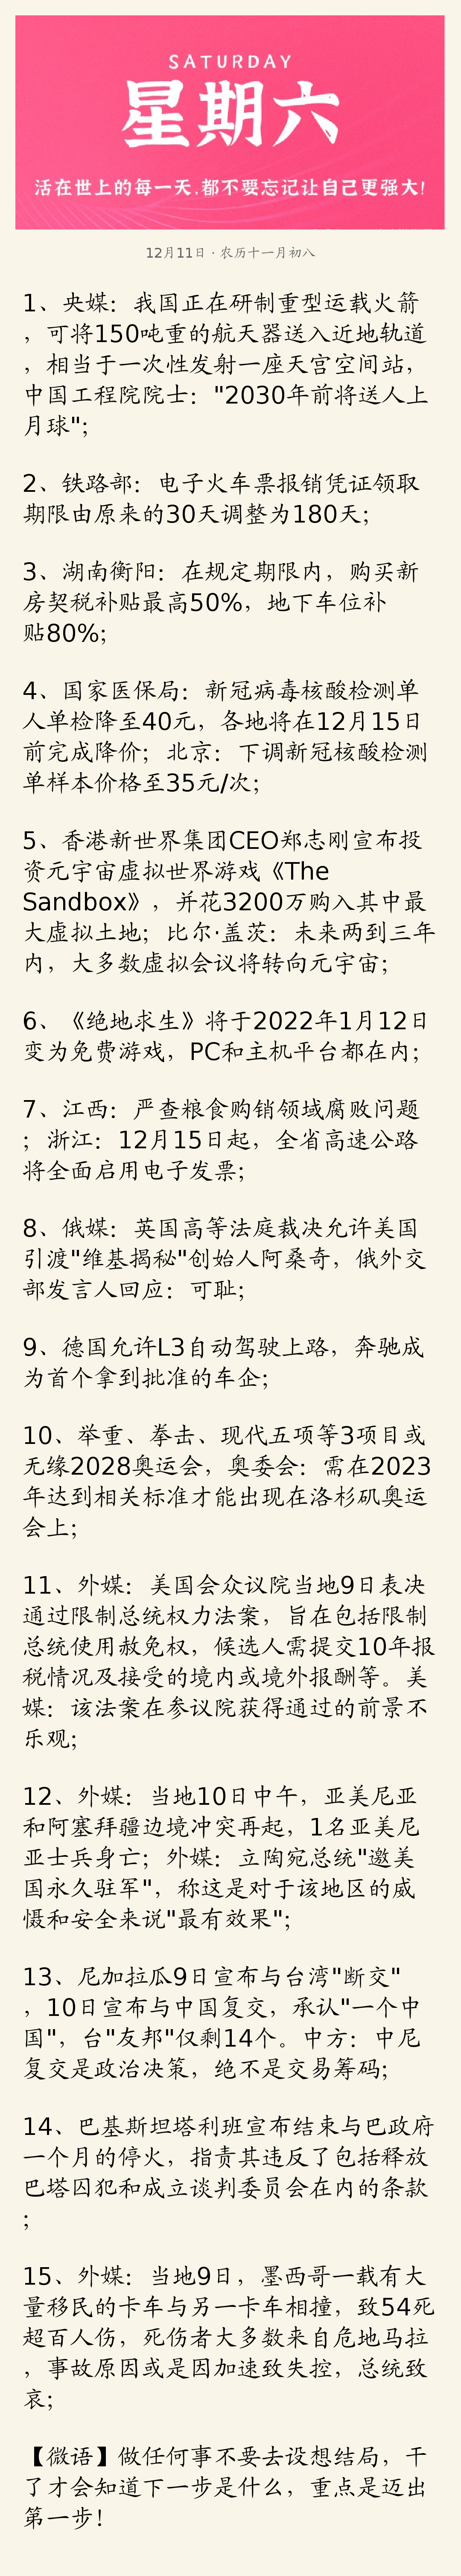 SATURDAY
星期六
活在世上的每一天,都不要忘记让自己更强大!
12月11日 · 农历十一月初八
1、央媒：我国正在研制重型运载火箭
，可将150吨重的航天器送入近地轨道
，相当于一次性发射一座天宫空间站，
中国工程院院士："2030年前将送人上
月球"；
2、铁路部：电子火车票报销凭证领取
期限由原来的30天调整为180天；
3、湖南衡阳：在规定期限内，购买新
房契税补贴最高50%，地下车位补
贴80%；
4、国家医保局：新冠病毒核酸检测单
人单检降至40元，各地将在12月15日
前完成降价；北京：下调新冠核酸检测
单样本价格至35元/次；
5、香港新世界集团CEO郑志刚宣布投
资元宇宙虚拟世界游戏《The
Sandbox》，并花3200万购入其中最
大虚拟土地；比尔·盖茨：未来两到三年
内，大多数虚拟会议将转向元宇宙；
6、《绝地求生》将于2022年1月12日
变为免费游戏，PC和主机平台都在内；
7、江西：严查粮食购销领域腐败问题
；浙江：12月15日起，全省高速公路
将全面启用电子发票；
8、俄媒：英国高等法庭裁决允许美国
引渡"维基揭秘"创始人阿桑奇，俄外交
部发言人回应：可耻；
9、德国允许L3自动驾驶上路，奔驰成
为首个拿到批准的车企；
10、举重、拳击、现代五项等3项目或
无缘2028奥运会，奥委会：需在2023
年达到相关标准才能出现在洛杉矶奥运
会上；
11、外媒：美国会众议院当地9日表决
通过限制总统权力法案，旨在包括限制
总统使用赦免权，候选人需提交10年报
税情况及接受的境内或境外报酬等。美
媒：该法案在参议院获得通过的前景不
乐观；
12、外媒：当地10日中午，亚美尼亚
和阿塞拜疆边境冲突再起，1名亚美尼
亚士兵身亡；外媒：立陶宛总统"邀美
国永久驻军"，称这是对于该地区的威
慑和安全来说"最有效果"；
13、尼加拉瓜9日宣布与台湾"断交"
，10日宣布与中国复交，承认"一个中
国"，台"友邦"仅剩14个。中方：中尼
复交是政治决策，绝不是交易筹码；
14、巴基斯坦塔利班宣布结束与巴政府
一个月的停火，指责其违反了包括释放
巴塔囚犯和成立谈判委员会在内的条款
；
15、外媒：当地9日，墨西哥一载有大
量移民的卡车与另一卡车相撞，致54死
超百人伤，死伤者大多数来自危地马拉
，事故原因或是因加速致失控，总统致
哀；
【微语】做任何事不要去设想结局，干
了才会知道下一步是什么，重点是迈出
第一步！